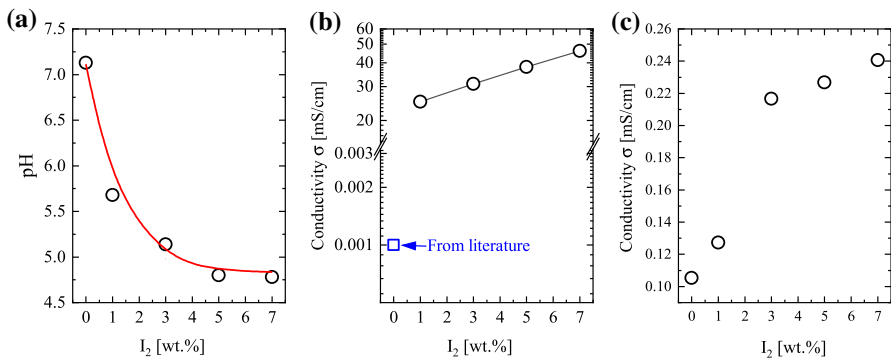 (a)
7.5
7.0
6.5
6.0
5.5
5.0
4.5
pH
0 1 2 3 4 5 6 7
I₂ [wt.%]
(b)
60
50
40
30
20
0.003
0.002
0.001
Conductivity σ [mS/cm]
From literature
0 1 2 3 4 5 6 7
I₂ [wt.%]
(c)
0.26
0.24
0.22
0.20
0.18
0.16
0.14
0.12
0.10
Conductivity σ [mS/cm]
0 1 2 3 4 5 6 7
I₂ [wt.%]